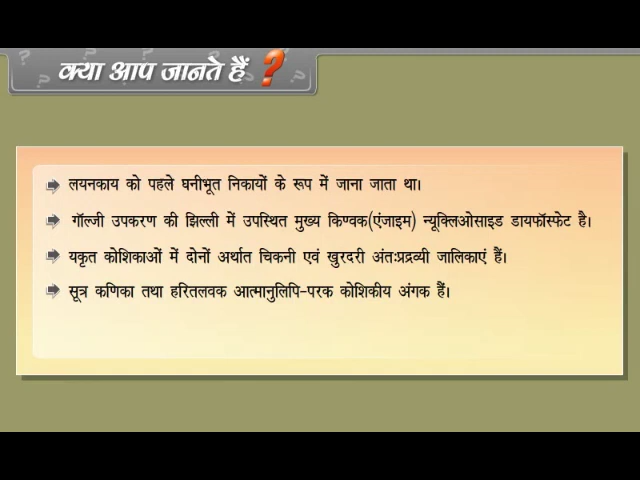 क्या आप जानते हैं ?
लयनकाय को पहले घनीभूत निकायों के रूप में जाना जाता था।
गॉल्जी उपकरण की झिल्ली में उपस्थित मुख्य किण्वक(एंजाइम) न्यूक्लिओसाइड डायफॉस्फेट है।
यकृत कोशिकाओं में दोनों अर्थात चिकनी एवं खुरदरी अंतःप्रद्रव्यी जालिकाएं हैं।
सूत्र कणिका तथा हरितलवक आत्मानुलिपि-परक कोशिकीय अंगक हैं।